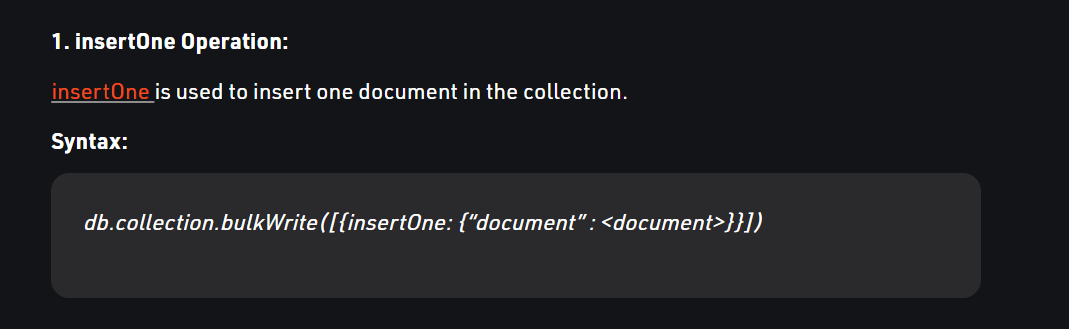 1. insertOne Operation:
insertOne is used to insert one document in the collection.
Syntax:
db.collection.bulkWrite([{insertOne: {“document” : <document>}}])